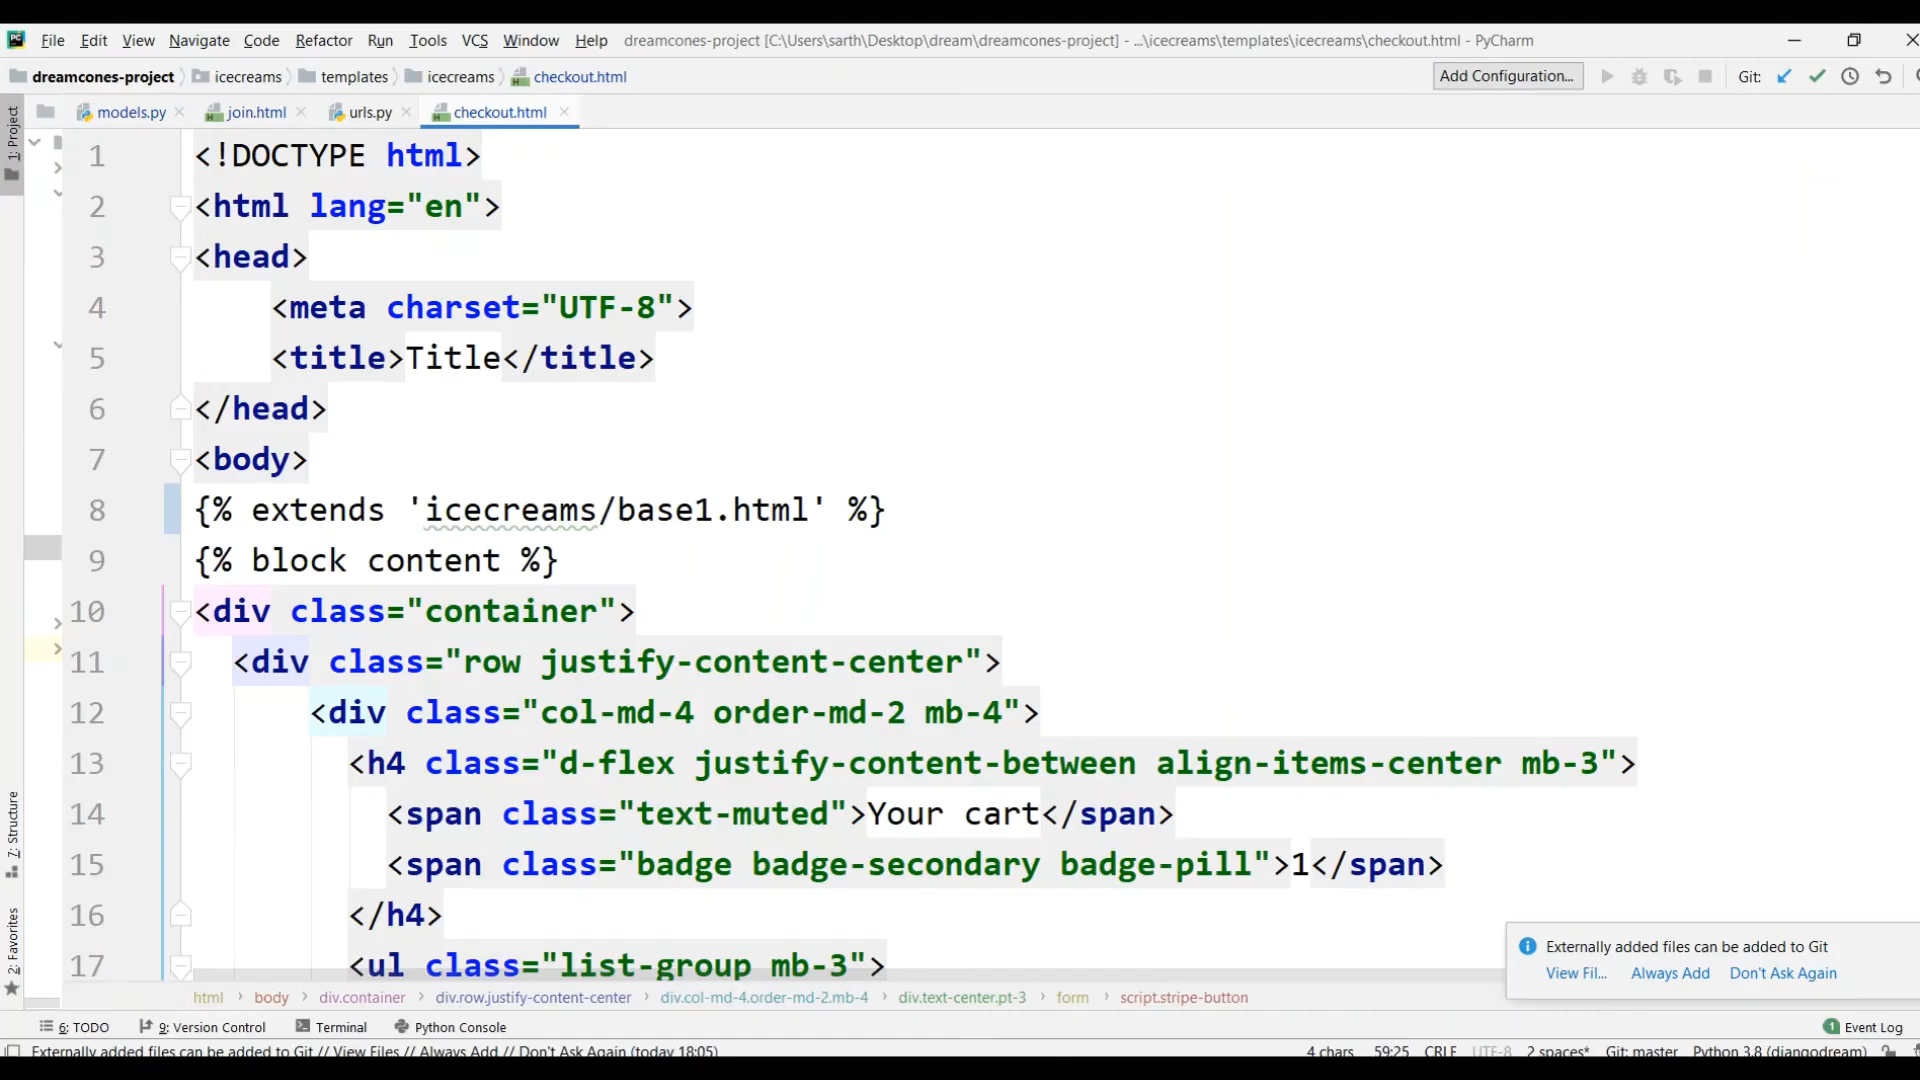 File Edit View Navigate Code Refactor Run Tools VCS Window Help dreamcones-project [C:\Users\sarth\Desktop\dream\dreamcones-project] - ...\icecreams\templates\icecreams\checkout.html - PyCharm
dreamcones-project icecreams templates icecreams checkout.html Add Configuration... Git:
models.py join.html urls.py checkout.html
1: Project
1 <!DOCTYPE html>
2 <html lang="en">
3 <head>
4 <meta charset="UTF-8">
5 <title>Title</title>
6 </head>
7 <body>
8 {% extends 'icecreams/base1.html' %}
9 {% block content %}
10 <div class="container">
11 <div class="row justify-content-center">
12 <div class="col-md-4 order-md-2 mb-4">
13 <h4 class="d-flex justify-content-between align-items-center mb-3">
14 <span class="text-muted">Your cart</span>
15 <span class="badge badge-secondary badge-pill">1</span>
16 </h4>
17 <ul class="list-group mb-3">
7: Structure
2: Favorites
Externally added files can be added to Git
View Fil... Always Add Don't Ask Again
html body div.container div.row.justify-content-center div.col-md-4.order-md-2.mb-4 div.text-center.pt-3 form script.stripe-button
6: TODO 9: Version Control Terminal Python Console 1 Event Log
Externally added files can be added to Git // View Files // Always Add // Don't Ask Again (today 18:05) 4 chars 59:25 CRLF UTF-8 2 spaces* Git: master Python 3.8 (djangodream)